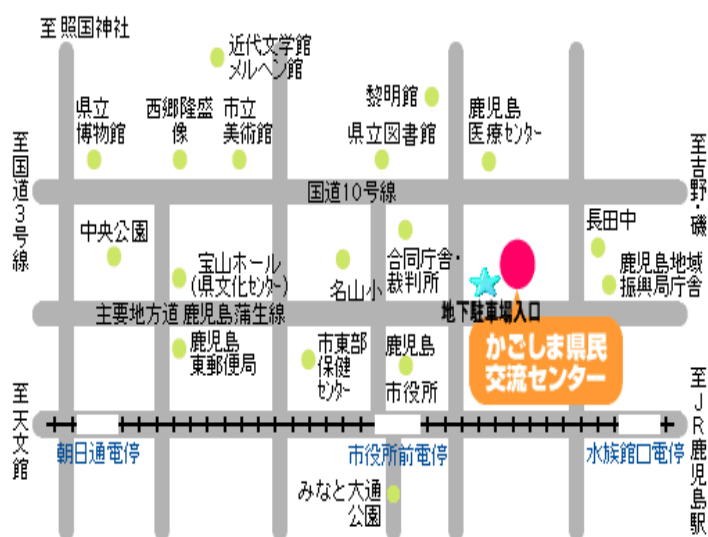 至 照国神社
近代文学館
メルヘン館
黎明館
県立
博物館
西郷隆盛
像
市立
美術館
県立図書館
鹿児島
医療センター
至国道3号線
至吉野・磯
国道10号線
中央公園
宝山ホール
(県文化センター)
名山小
合同庁舎・
裁判所
長田中
鹿児島地域
振興局庁舎
地下駐車場入口
主要地方道 鹿児島蒲生線
鹿児島
東郵便局
市東部
保健
センター
鹿児島
市役所
かごしま県民
交流センター
至天文館
至JR鹿児島駅
朝日通電停
市役所前電停
水族館口電停
みなと大通
公園